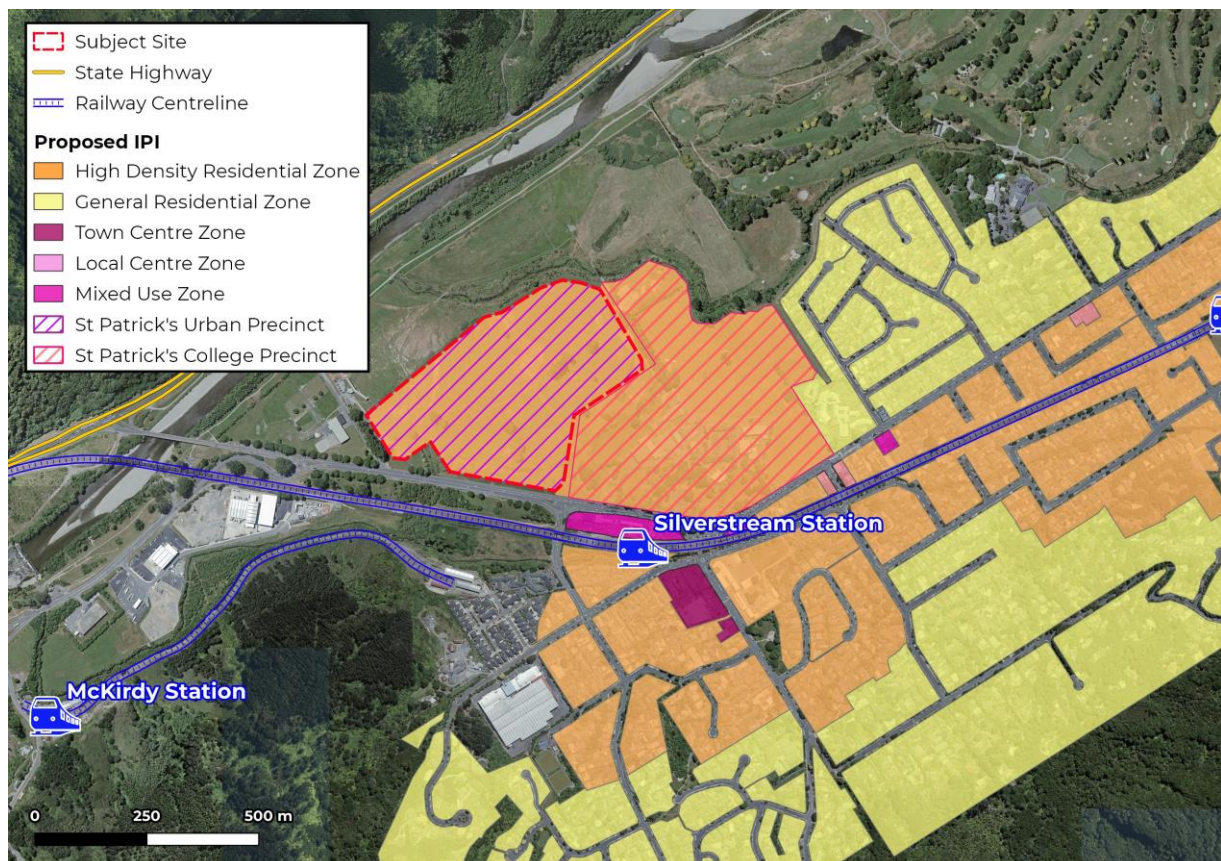 Subject Site
State Highway
Railway Centreline
Proposed IPI
High Density Residential Zone
General Residential Zone
Town Centre Zone
Local Centre Zone
Mixed Use Zone
St Patrick's Urban Precinct
St Patrick's College Precinct
Silverstream Station
McKirdy Station
0 250 500 m